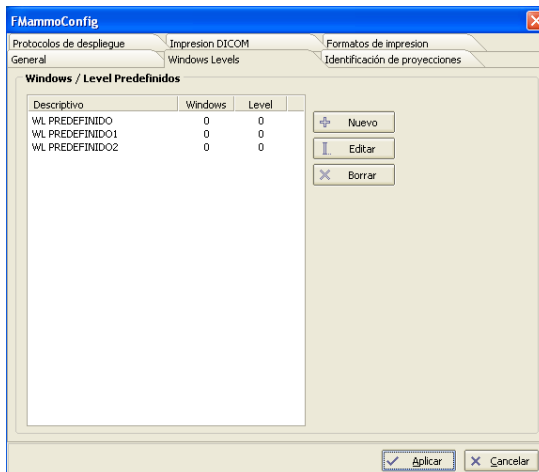 FMammoConfig
Protocolos de despliegue Impresion DICOM Formatos de impresion
General Windows Levels Identificación de proyecciones
Windows / Level Predefinidos
Descriptivo Windows Level
WL PREDEFINIDO 0 0
WL PREDEFINIDO1 0 0
WL PREDEFINIDO2 0 0
Nuevo
Editar
Borrar
Aplicar Cancelar